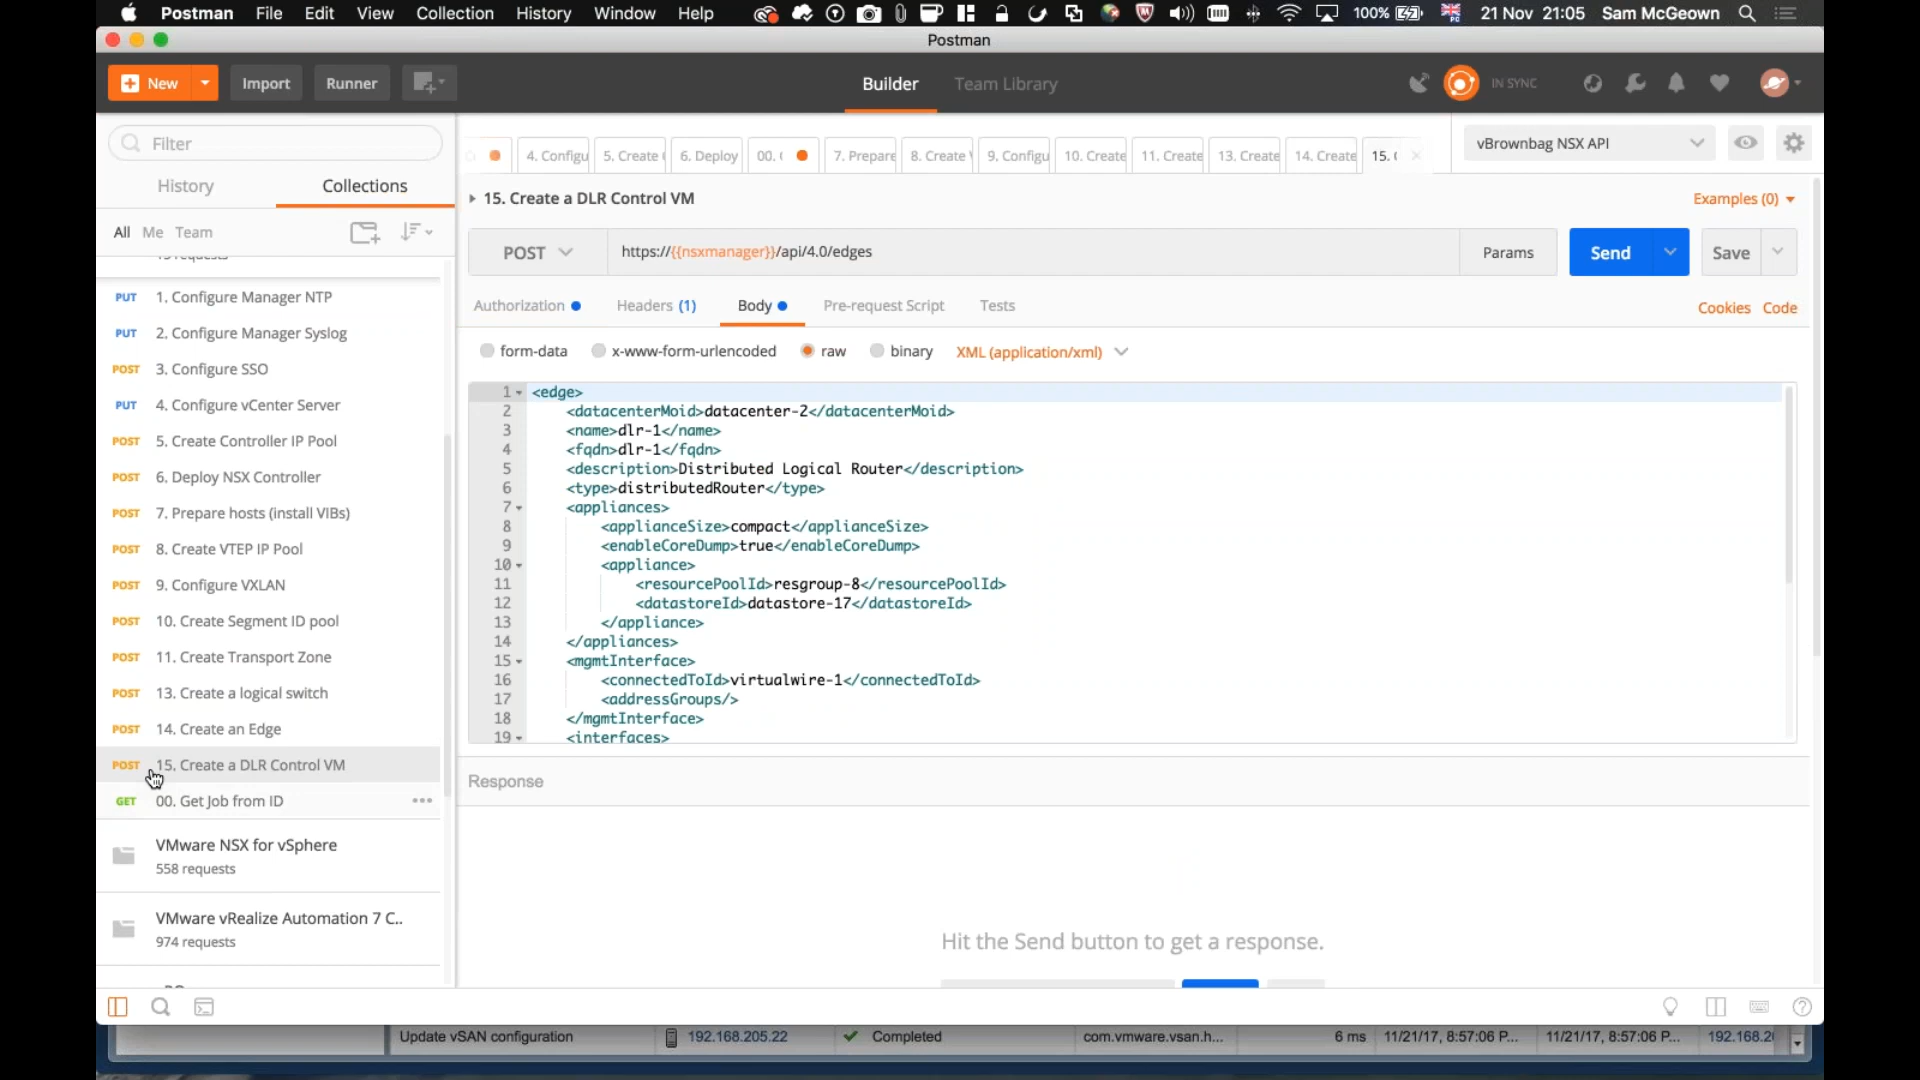 Postman File Edit View Collection History Window Help 100% 21 Nov 21:05 Sam McGeown
Postman
New Import Runner Builder Team Library IN SYNC
Filter
History Collections
All Me Team
PUT 1. Configure Manager NTP
PUT 2. Configure Manager Syslog
POST 3. Configure SSO
PUT 4. Configure vCenter Server
POST 5. Create Controller IP Pool
POST 6. Deploy NSX Controller
POST 7. Prepare hosts (install VIBs)
POST 8. Create VTEP IP Pool
POST 9. Configure VXLAN
POST 10. Create Segment ID pool
POST 11. Create Transport Zone
POST 13. Create a logical switch
POST 14. Create an Edge
POST 15. Create a DLR Control VM
GET 00. Get Job from ID
VMware NSX for vSphere
558 requests
VMware vRealize Automation 7 C..
974 requests
4. Configu 5. Create 6. Deploy 00. 7. Prepare 8. Create 9. Configu 10. Create 11. Create 13. Create 14. Create 15.
vBrownbag NSX API
15. Create a DLR Control VM Examples (0)
POST https://{{nsxmanager}}/api/4.0/edges Params Send Save
Authorization Headers (1) Body Pre-request Script Tests Cookies Code
form-data x-www-form-urlencoded raw binary XML (application/xml)
1 <edge>
2 <datacenterMoid>datacenter-2</datacenterMoid>
3 <name>dlr-1</name>
4 <fqdn>dlr-1</fqdn>
5 <description>Distributed Logical Router</description>
6 <type>distributedRouter</type>
7 <appliances>
8 <applianceSize>compact</applianceSize>
9 <enableCoreDump>true</enableCoreDump>
10 <appliance>
11 <resourcePoolId>resgroup-8</resourcePoolId>
12 <datastoreId>datastore-17</datastoreId>
13 </appliance>
14 </appliances>
15 <mgmtInterface>
16 <connectedToId>virtualwire-1</connectedToId>
17 <addressGroups/>
18 </mgmtInterface>
19 <interfaces>
Response
Hit the Send button to get a response.
Update vSAN configuration 192.168.205.22 Completed com.vmware.vsan.h... 6 ms 11/21/17, 8:57:06 P... 11/21/17, 8:57:06 P... 192.168.2